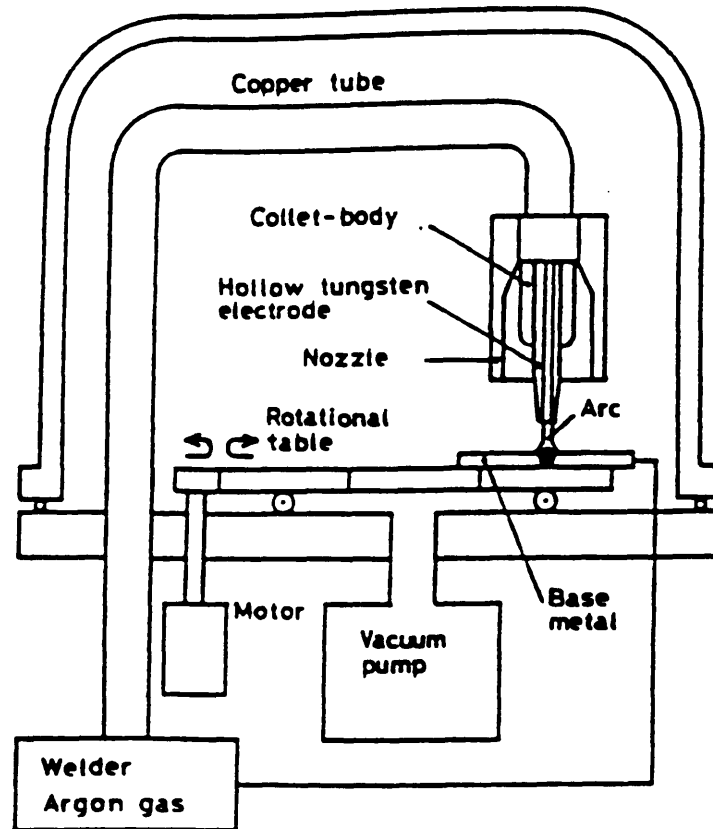 Copper tube
Collet-body
Hollow tungsten
electrode
Nozzle
Arc
Rotational
table
Motor
Vacuum
pump
Base
metal
Welder
Argon gas